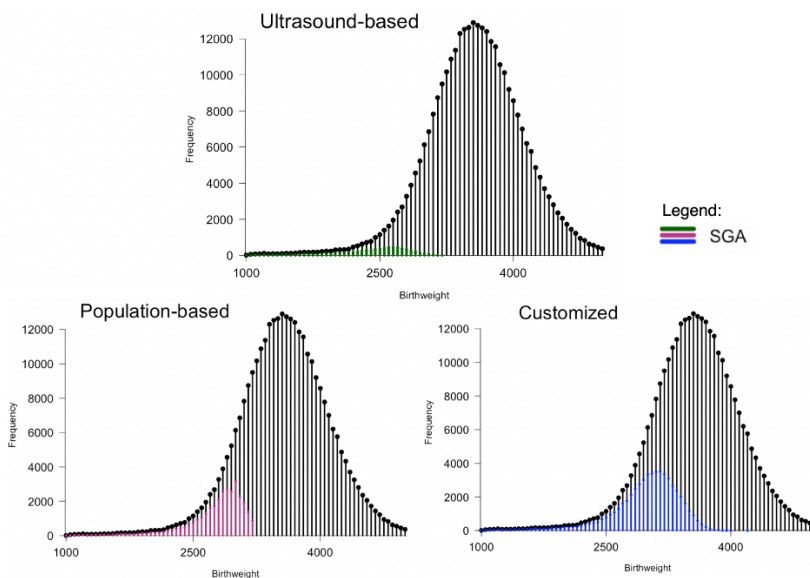 Ultrasound-based
12000
10000
8000
6000
4000
2000
0
Frequency
1000 2500 4000
Birthweight
Legend:
SGA
Population-based
12000
10000
8000
6000
4000
2000
0
Frequency
1000 2500 4000
Birthweight
Customized
12000
10000
8000
6000
4000
2000
0
Frequency
1000 2500 4000
Birthweight